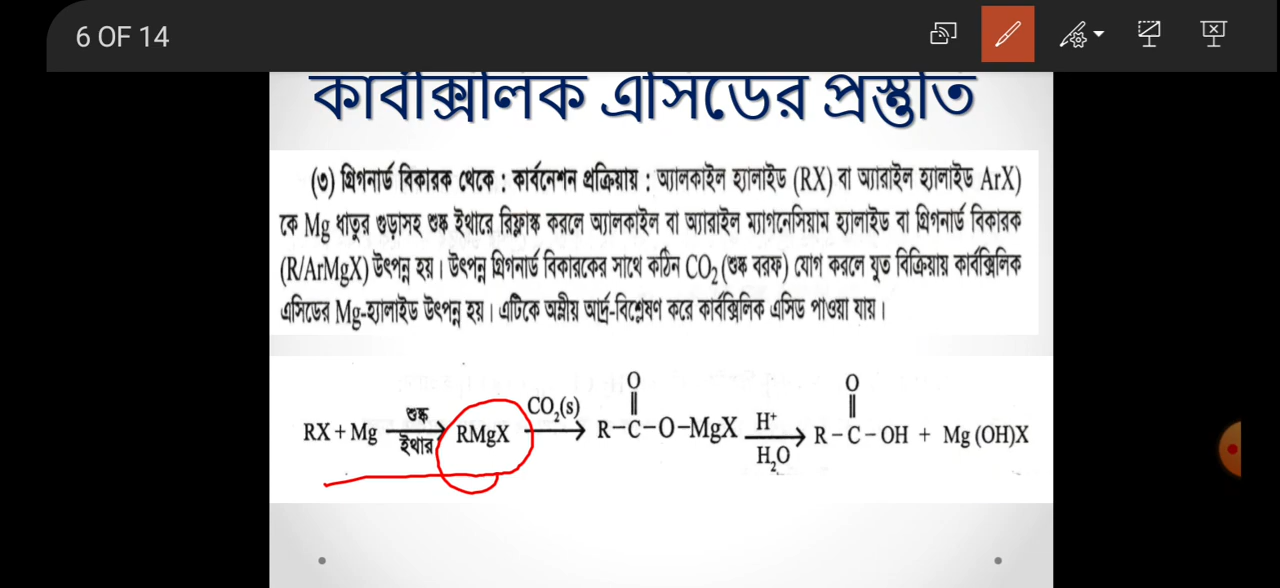 6 OF 14
কার্বক্সিলিক এসিডের প্রস্তুতি
(৩) গ্রিগনার্ড বিকারক থেকে : কার্বনেশন প্রক্রিয়ায় : অ্যালকাইল হ্যালাইড (RX) বা অ্যারাইল হ্যালাইড ArX)
কে Mg ধাতুর গুড়াসহ শুষ্ক ইথারে রিফ্লাক্স করলে অ্যালকাইল বা অ্যারাইল ম্যাগনেসিয়াম হ্যালাইড বা গ্রিগনার্ড বিকারক
(R/ArMgX) উৎপন্ন হয়। উৎপন্ন গ্রিগনার্ড বিকারকের সাথে কঠিন CO₂ (শুষ্ক বরফ) যোগ করলে যুত বিক্রিয়ায় কার্বক্সিলিক
এসিডের Mg-হ্যালাইড উৎপন্ন হয়। এটিকে অম্লীয় আর্দ্র-বিশ্লেষণ করে কার্বক্সিলিক এসিড পাওয়া যায়।
O O
|| ||
RX + Mg শুষ্ক ইথার → RMgX CO₂(s) → R–C–O–MgX H⁺ H₂O → R – C – OH + Mg (OH)X